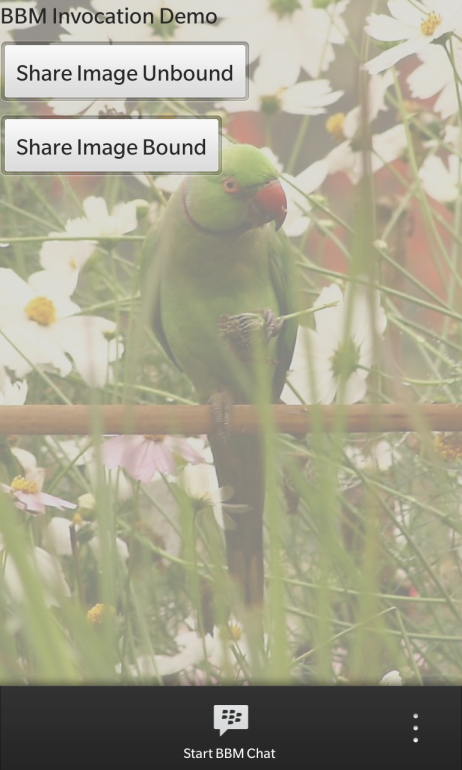 BBM Invocation Demo
Share Image Unbound
Share Image Bound
Start BBM Chat